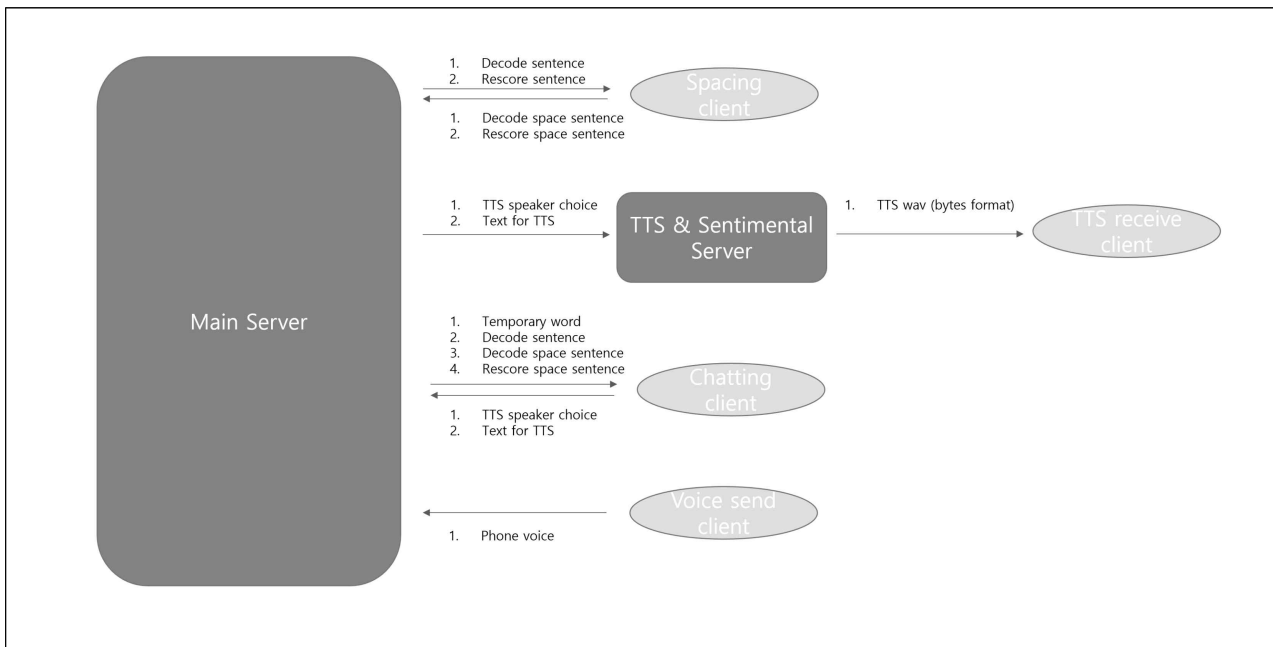 1. Decode sentence
2. Rescore sentence
Spacing
client
1. Decode space sentence
2. Rescore space sentence
1. TTS speaker choice
2. Text for TTS
TTS & Sentimental
Server
1. TTS wav (bytes format)
TTS receive
client
Main Server
1. Temporary word
2. Decode sentence
3. Decode space sentence
4. Rescore space sentence
Chatting
client
1. TTS speaker choice
2. Text for TTS
Voice send
client
1. Phone voice